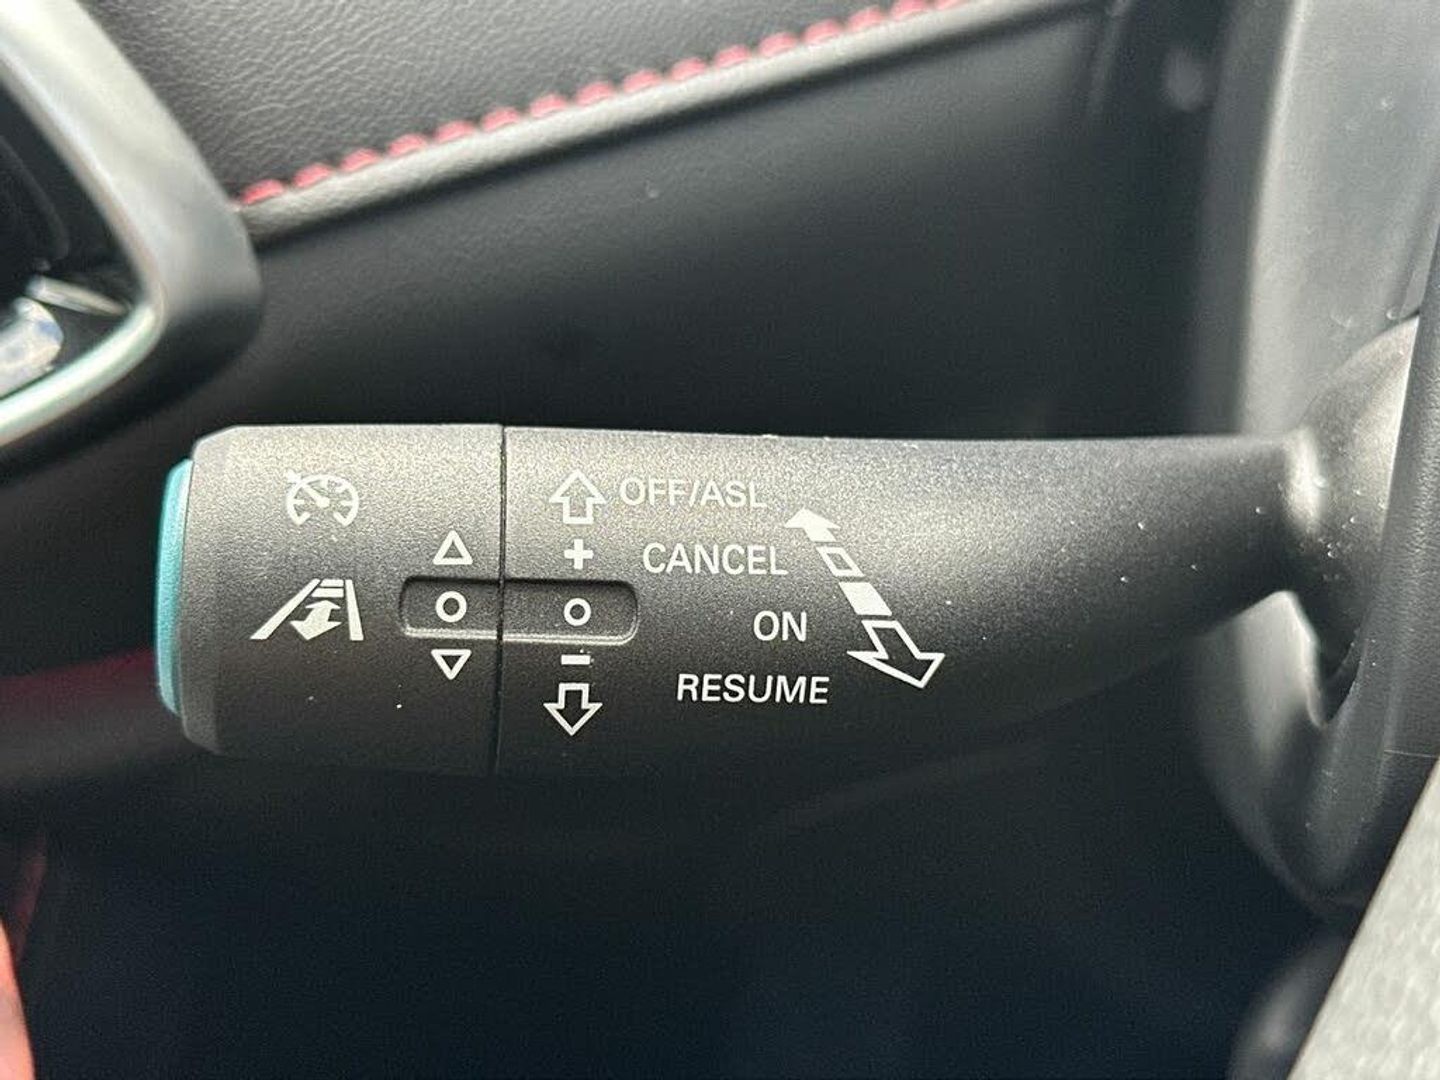 OFF/ASL
+ CANCEL
ON
- RESUME